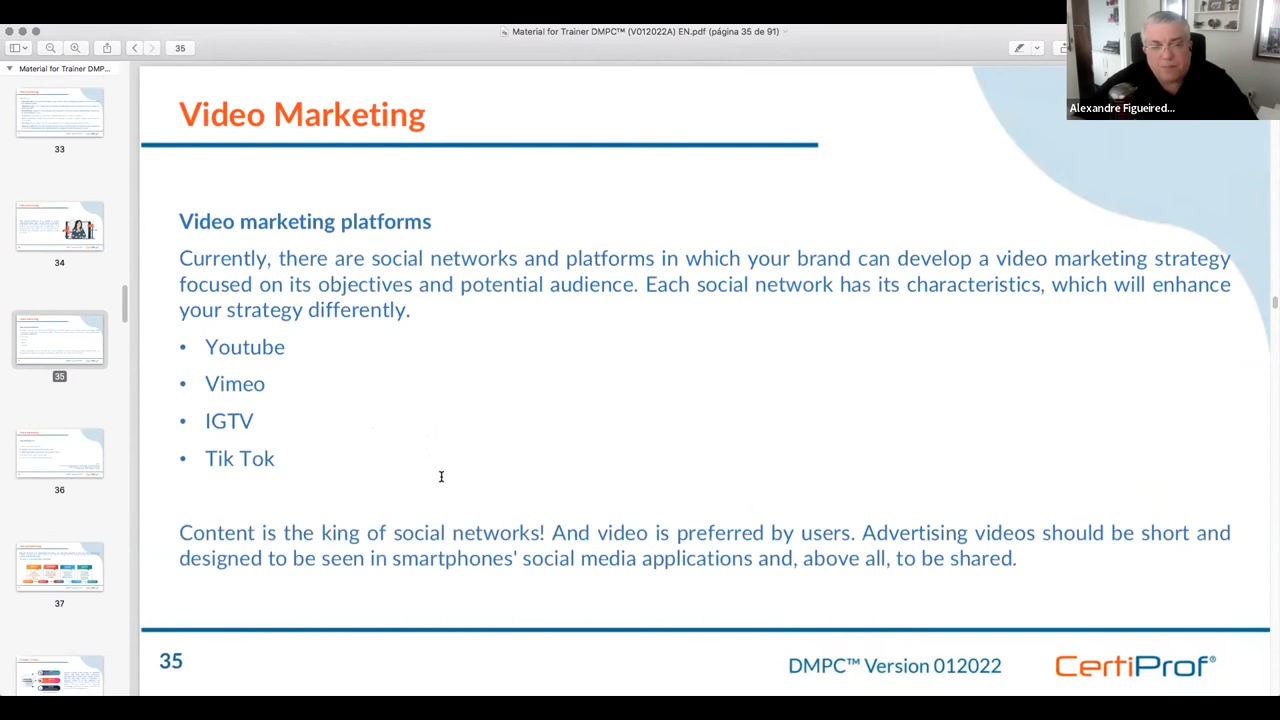 Material for Trainer DMPC™ (V012022A) EN.pdf (página 35 de 91)
35
Material for Trainer DMP...
Alexandre Figueired...
33
34
35
36
37
Video Marketing
Video marketing platforms
Currently, there are social networks and platforms in which your brand can develop a video marketing strategy
focused on its objectives and potential audience. Each social network has its characteristics, which will enhance
your strategy differently.
• Youtube
• Vimeo
• IGTV
• Tik Tok
Content is the king of social networks! And video is preferred by users. Advertising videos should be short and
designed to be seen in smartphones' social media applications and, above all, to be shared.
35
DMPC™ Version 012022
CertiProf®